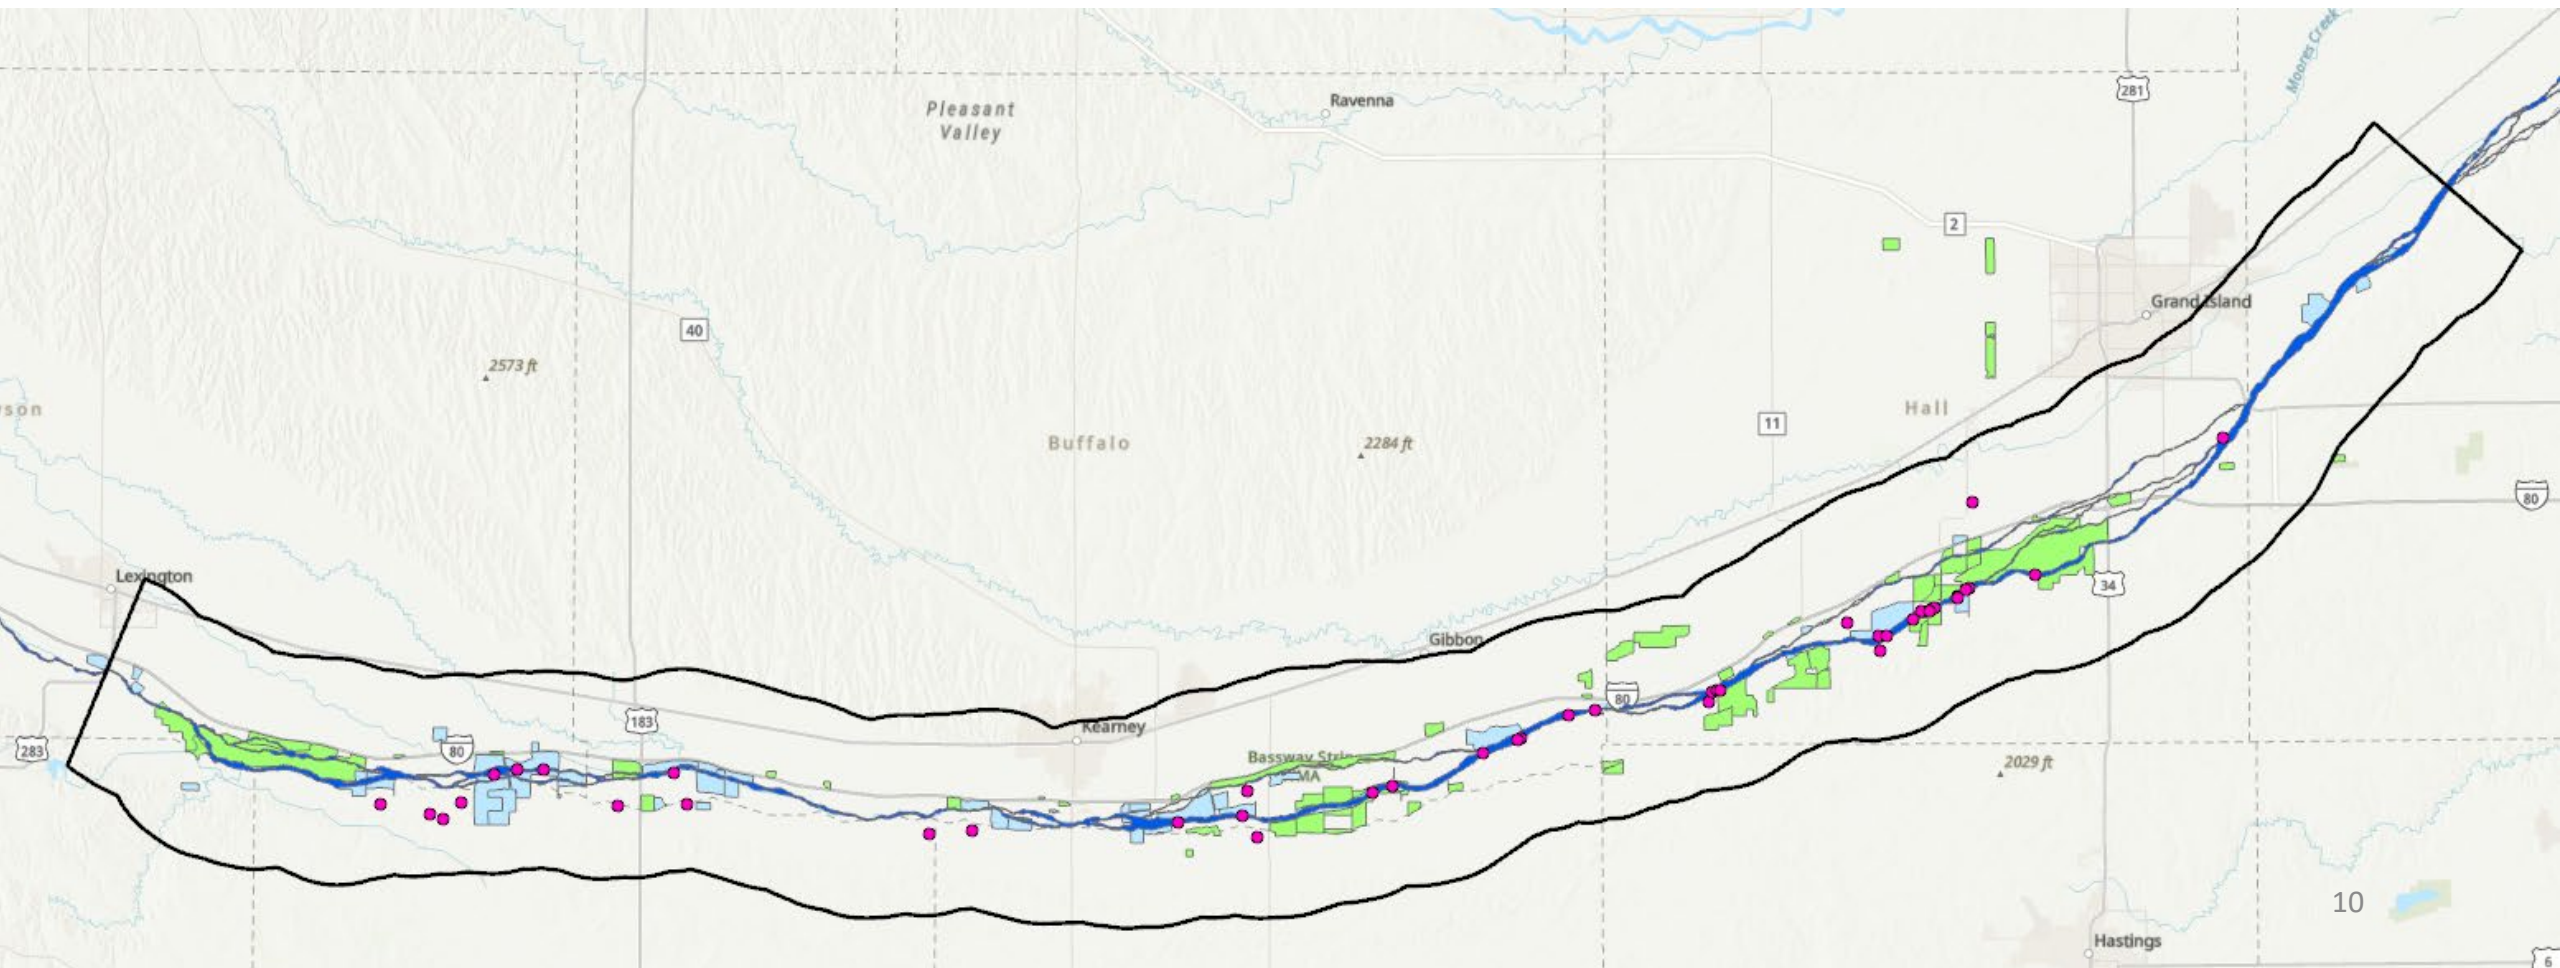 Moores Creek
281
Ravenna
Pleasant
Valley
2
Grand Island
40
2573 ft
son
Hall
11
Buffalo
2284 ft
80
Lexington
34
Gibbon
80
183
Kearney
283
80
Bassway Strip
MA
2029 ft
10
Hastings
6